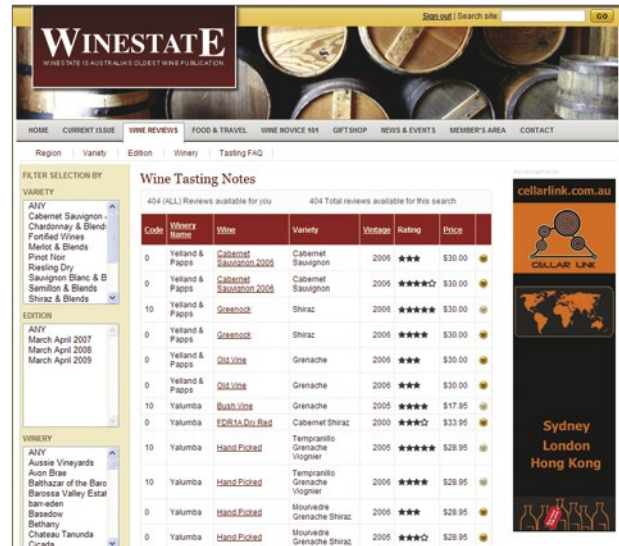 Sign out | Search site: GO
WINESTATE
WINESTATE IS AUSTRALIA'S OLDEST WINE PUBLICATION.
HOME CURRENT ISSUE WINE REVIEWS FOOD & TRAVEL WINE NOVICE 101 GIFTSHOP NEWS & EVENTS MEMBER'S AREA CONTACT
Region Variety Edition Winery Tasting FAQ
FILTER SELECTION BY
VARIETY
ANY
Cabernet Sauvignon
Chardonnay & Blends
Fortified Wines
Merlot & Blends
Pinot Noir
Riesling Dry
Sauvignon Blanc & B
Semillon & Blends
Shiraz & Blends
EDITION
ANY
March April 2007
March April 2008
March April 2009
WINERY
ANY
Aussie Vineyards
Avon Brae
Balthazar of the Baro
Barossa Valley Estat
barr-eden
Basedow
Bethany
Chateau Tanunda
Cicada
Wine Tasting Notes
404 (ALL) Reviews available for you 404 Total reviews available for this search
Code Winery Name Wine Variety Vintage Rating Price
0 Yelland & Papps Cabernet Sauvignon 2006 Cabernet Sauvignon 2006 ★★★ $30.00
0 Yelland & Papps Cabernet Sauvignon 2006 Cabernet Sauvignon 2006 ★★★★☆ $30.00
10 Yelland & Papps Greenock Shiraz 2006 ★★★★★ $30.00
0 Yelland & Papps Greenock Shiraz 2006 ★★★★ $30.00
0 Yelland & Papps Old Vine Grenache 2006 ★★★ $30.00
0 Yelland & Papps Old Vine Grenache 2006 ★★★ $30.00
10 Yalumba Bush Vine Grenache 2005 ★★★★ $17.95
0 Yalumba FDR1A Dry Red Cabernet Shiraz 2000 ★★★☆ $33.95
10 Yalumba Hand Picked Tempranillo Grenache Viognier 2005 ★★★★★ $28.95
10 Yalumba Hand Picked Tempranillo Grenache Viognier 2005 ★★★★ $28.95
0 Yalumba Hand Picked Mourvedre Grenache Shiraz 2006 ★★★ $28.95
0 Yalumba Hand Picked Mourvedre Grenache Shiraz 2005 ★★★☆ $28.95
cellarlink.com.au
CELLAR LINK
Sydney
London
Hong Kong